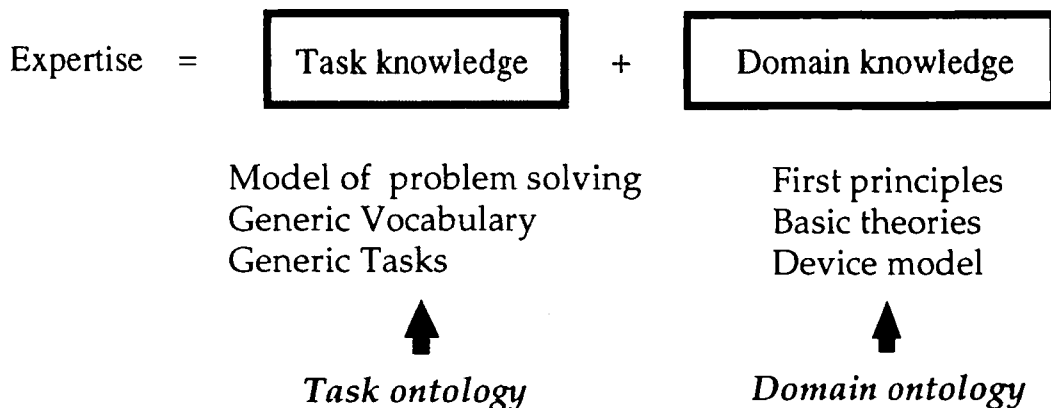 Expertise = Task knowledge + Domain knowledge
Model of problem solving
Generic Vocabulary
Generic Tasks
First principles
Basic theories
Device model
Task ontology
Domain ontology